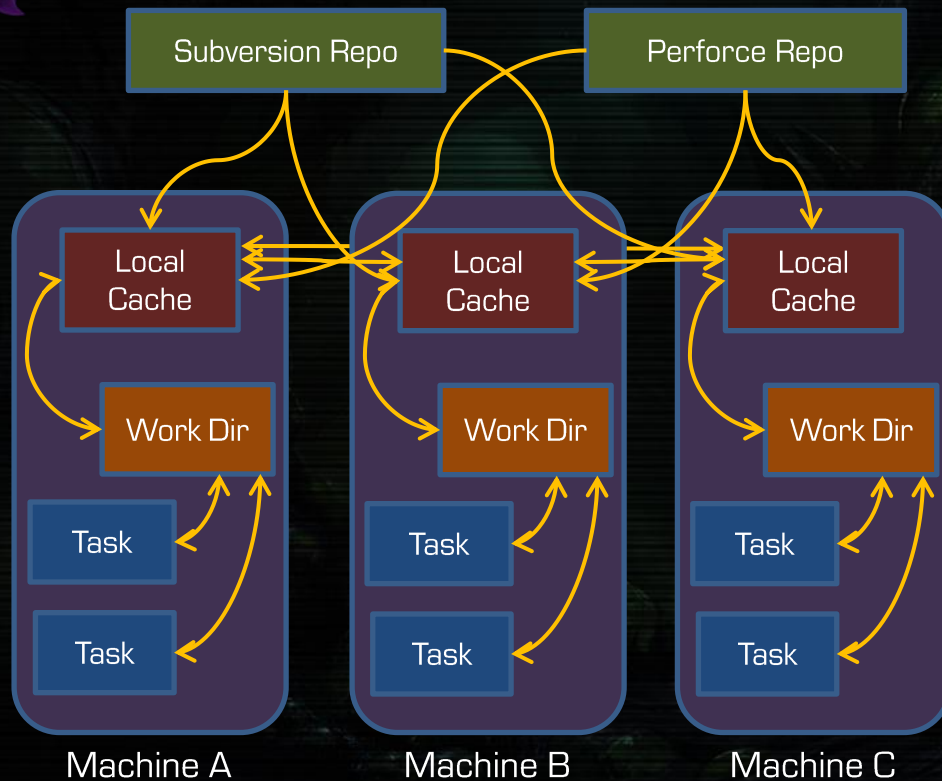 Subversion Repo
Perforce Repo
Local
Cache
Local
Cache
Local
Cache
Work Dir
Work Dir
Work Dir
Task
Task
Task
Task
Task
Task
Machine A
Machine B
Machine C